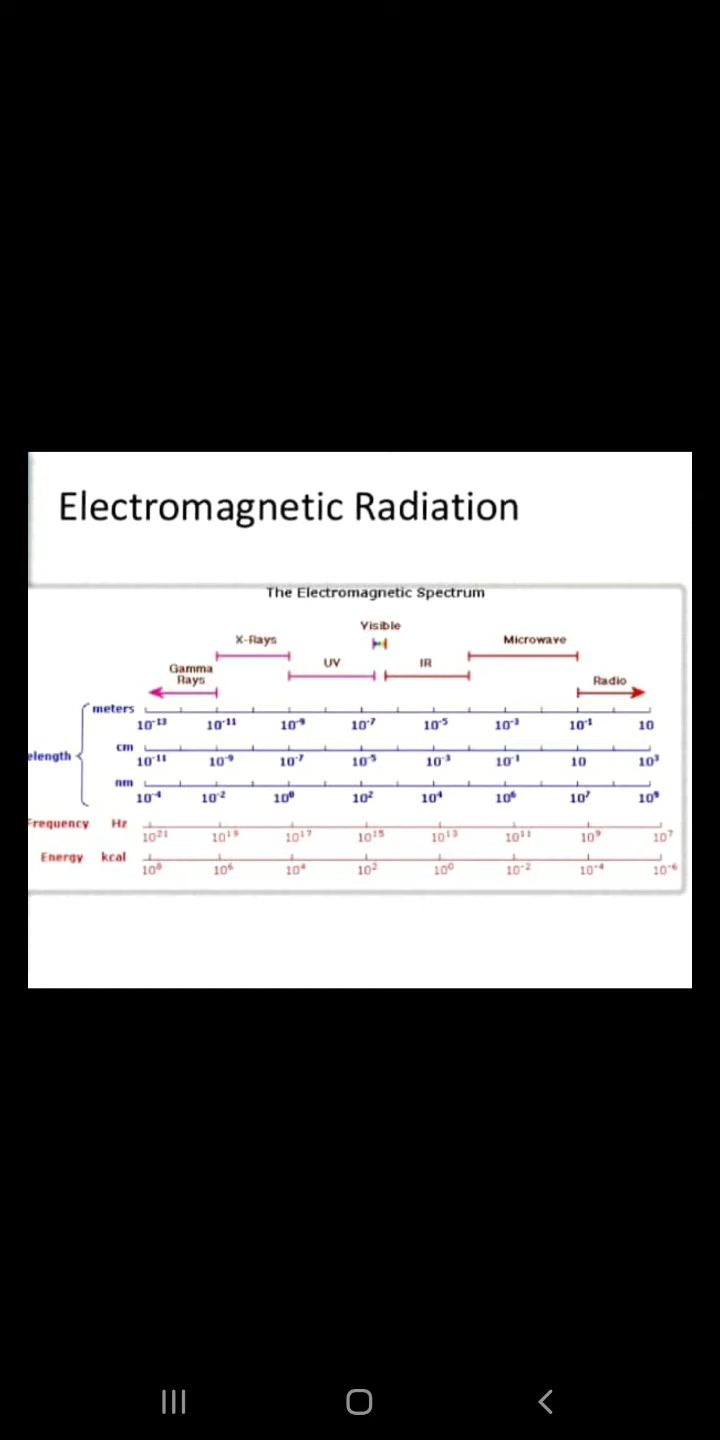 Electromagnetic Radiation
The Electromagnetic Spectrum
Visible
X-Rays Microwave
UV IR
Gamma
Rays Radio
meters
10⁻¹³ 10⁻¹¹ 10⁻⁹ 10⁻⁷ 10⁻⁵ 10⁻³ 10⁻¹ 10
elength cm
10⁻¹¹ 10⁻⁹ 10⁻⁷ 10⁻⁵ 10⁻³ 10⁻¹ 10 10³
nm
10⁻⁴ 10⁻² 10⁰ 10² 10⁴ 10⁶ 10⁷ 10⁹
Frequency Hz
10²¹ 10¹⁹ 10¹⁷ 10¹⁵ 10¹³ 10¹¹ 10⁹ 10⁷
Energy kcal
10⁸ 10⁶ 10⁴ 10² 10⁰ 10⁻² 10⁻⁴ 10⁻⁶